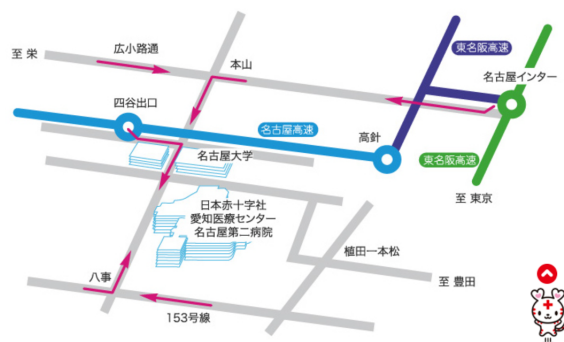 東名阪高速
広小路通
至 栄
本山
名古屋インター
四谷出口
名古屋高速
高針
名古屋大学
東名阪高速
至 東京
日本赤十字社
愛知医療センター
名古屋第二病院
植田一本松
八事
至 豊田
153号線